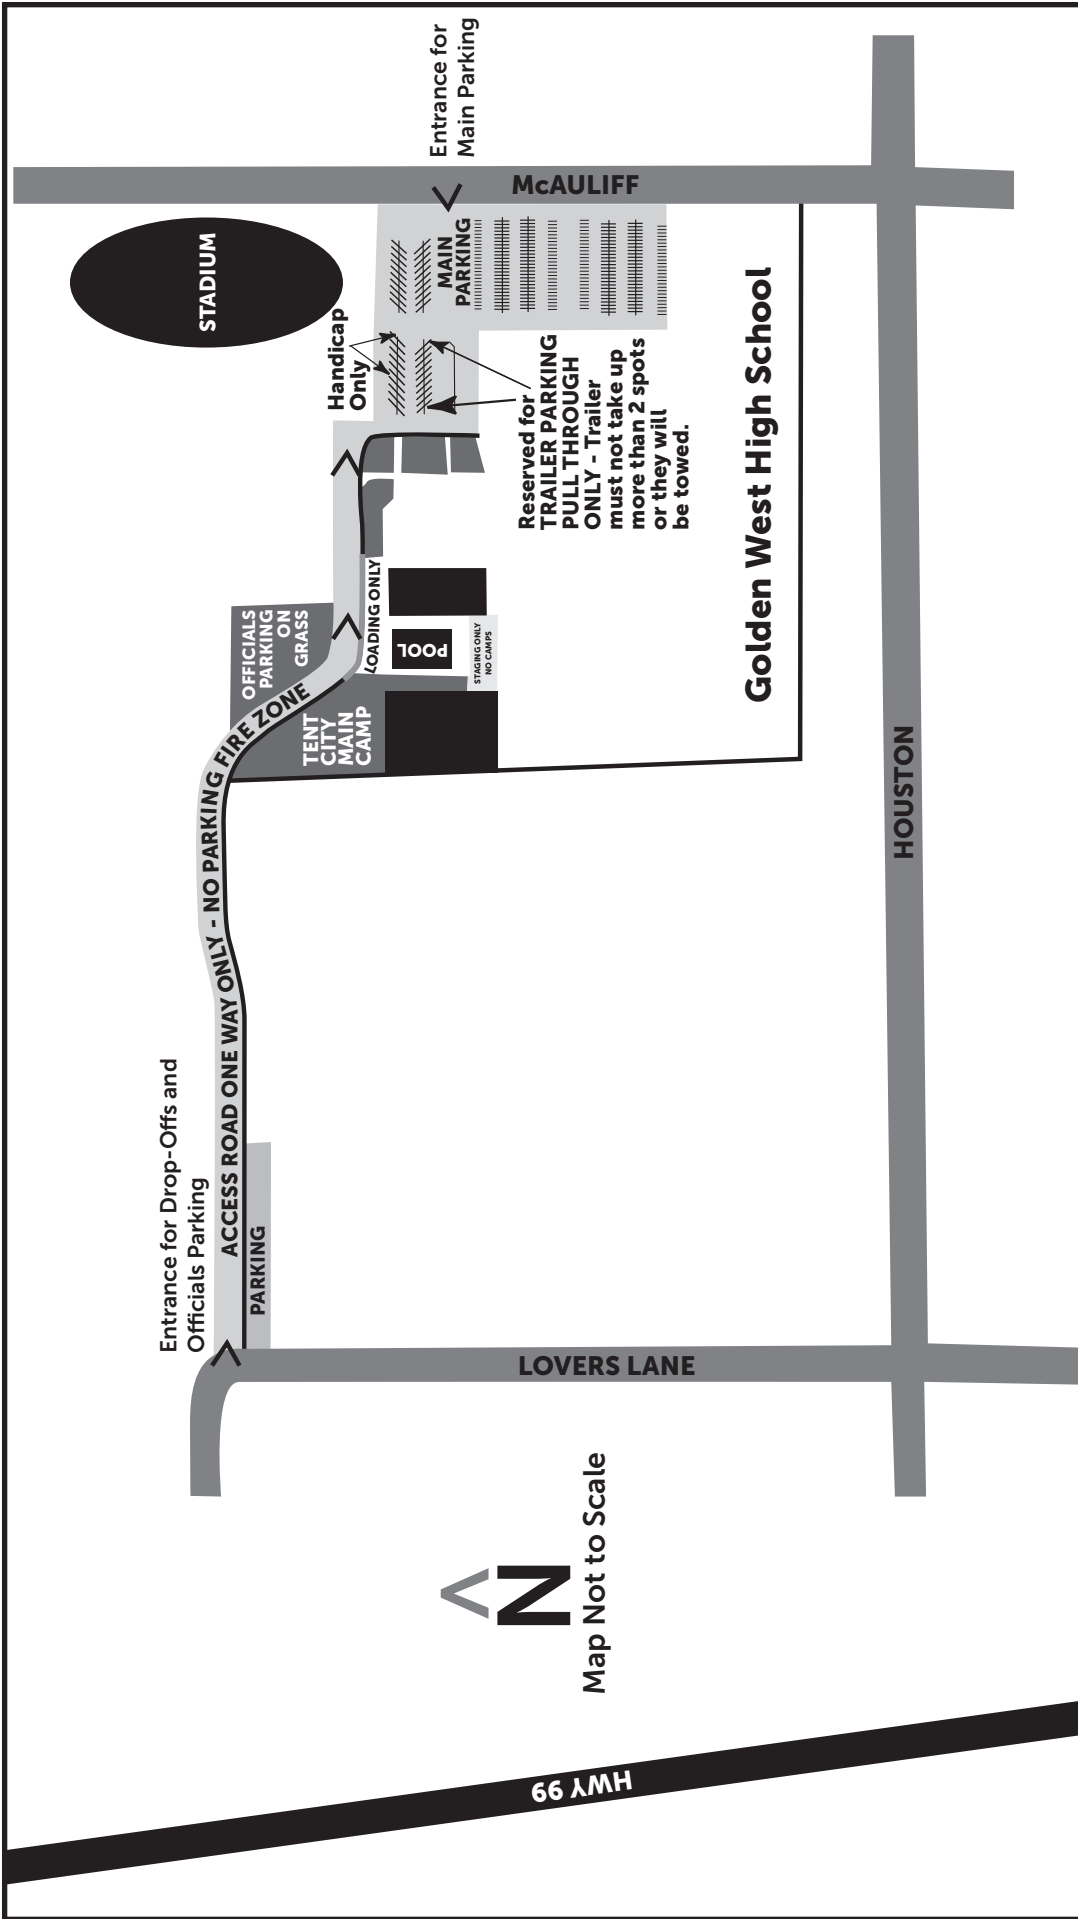 Entrance for
Main Parking
McAULIFF
STADIUM
MAIN
PARKING
Handicap
Only
Reserved for
TRAILER PARKING
PULL THROUGH
ONLY - Trailer
must not take up
more than 2 spots
or they will
be towed.
Golden West High School
OFFICIALS
PARKING
ON
GRASS
LOADING ONLY
POOL
STAGING ONLY
NO CAMPS
TENT
CITY
MAIN
CAMP
ACCESS ROAD ONE WAY ONLY - NO PARKING FIRE ZONE
HOUSTON
Entrance for Drop-Offs and
Officials Parking
PARKING
LOVERS LANE
N
Map Not to Scale
HWY 99